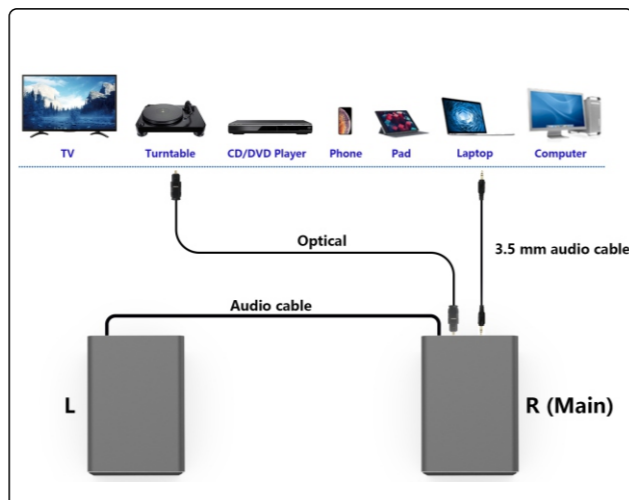 TV
Turntable
CD/DVD Player
Phone
Pad
Laptop
Computer
Optical
3.5 mm audio cable
Audio cable
L
R (Main)